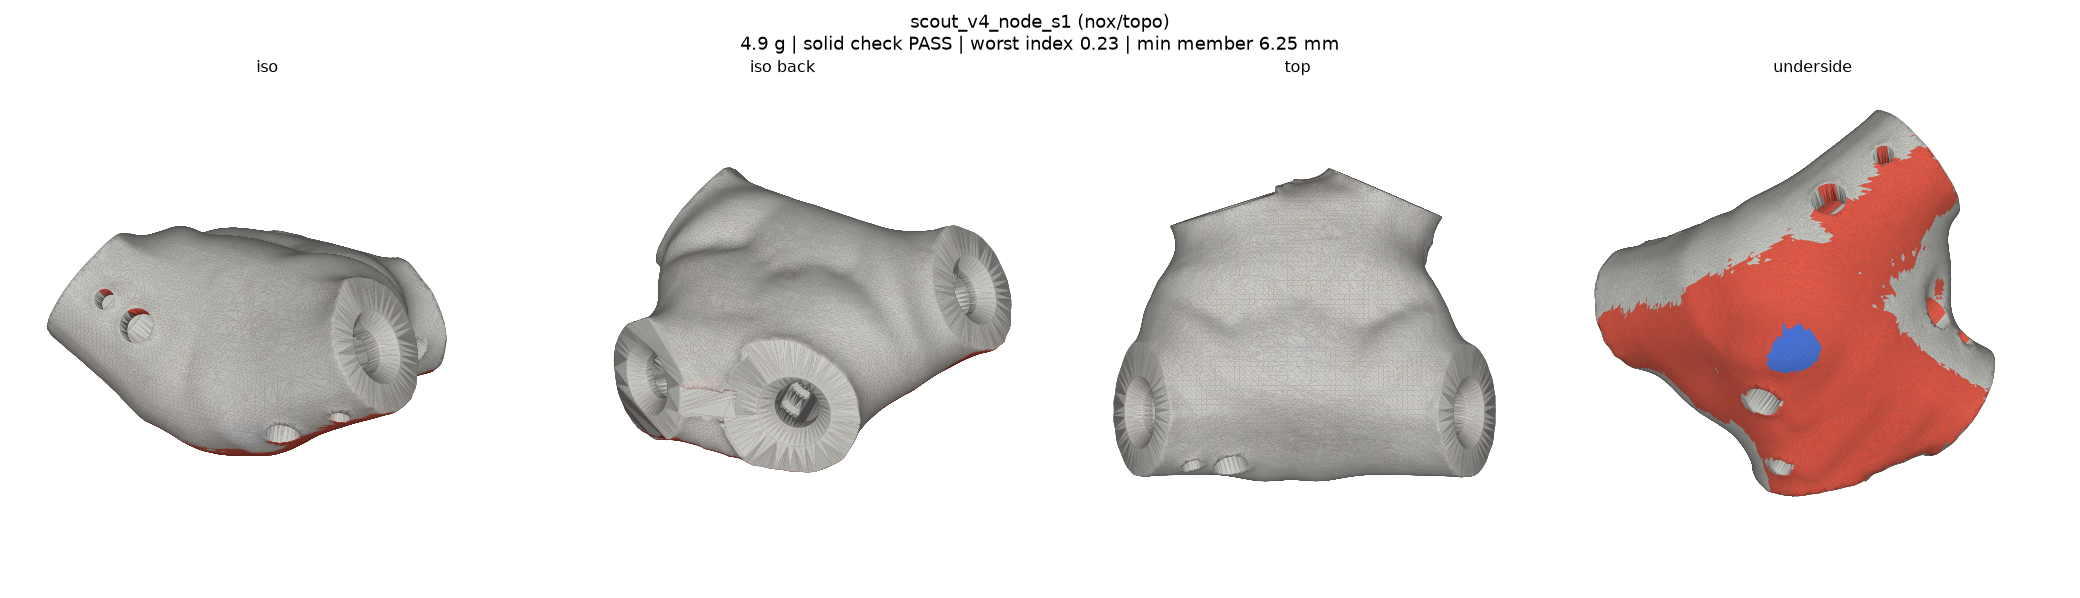 scout_v4_node_s1 (nox/topo)
4.9 g | solid check PASS | worst index 0.23 | min member 6.25 mm
iso
iso back
top
underside